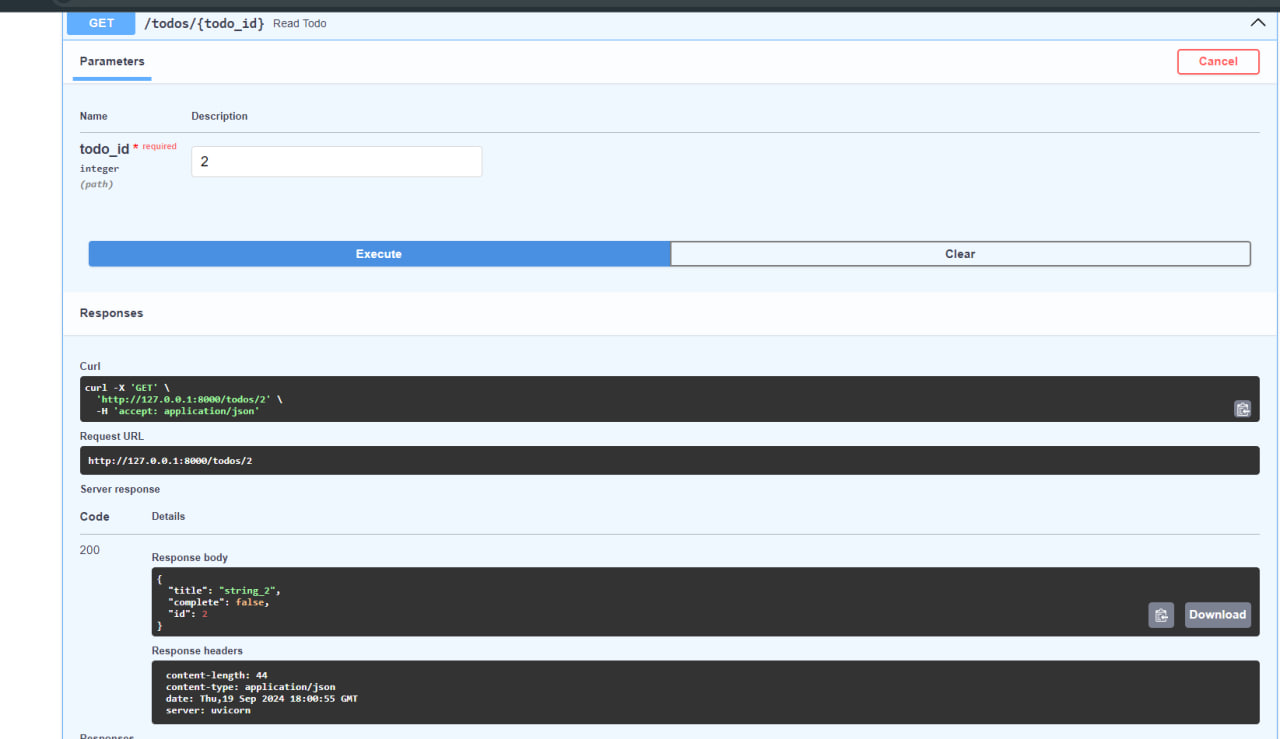 GET /todos/{todo_id} Read Todo
Parameters Cancel
Name Description
todo_id * required 2
integer
(path)
Execute Clear
Responses
Curl
curl -X 'GET' \
'http://127.0.0.1:8000/todos/2' \
-H 'accept: application/json'
Request URL
http://127.0.0.1:8000/todos/2
Server response
Code Details
200
Response body
{
"title": "string_2",
"complete": false,
"id": 2
}
Download
Response headers
content-length: 44
content-type: application/json
date: Thu,19 Sep 2024 18:00:55 GMT
server: uvicorn
Responses